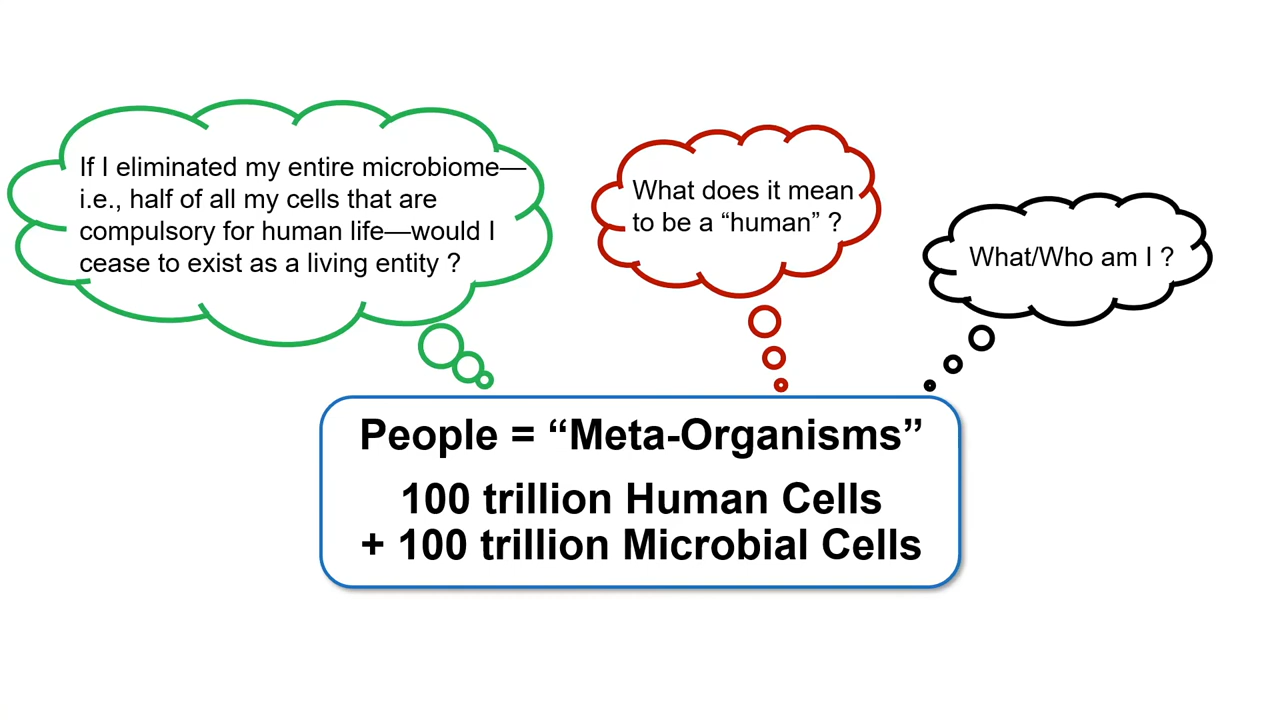 If I eliminated my entire microbiome—
i.e., half of all my cells that are
compulsory for human life—would I
cease to exist as a living entity ?
What does it mean
to be a “human” ?
What/Who am I ?
People = “Meta-Organisms”
100 trillion Human Cells
+ 100 trillion Microbial Cells